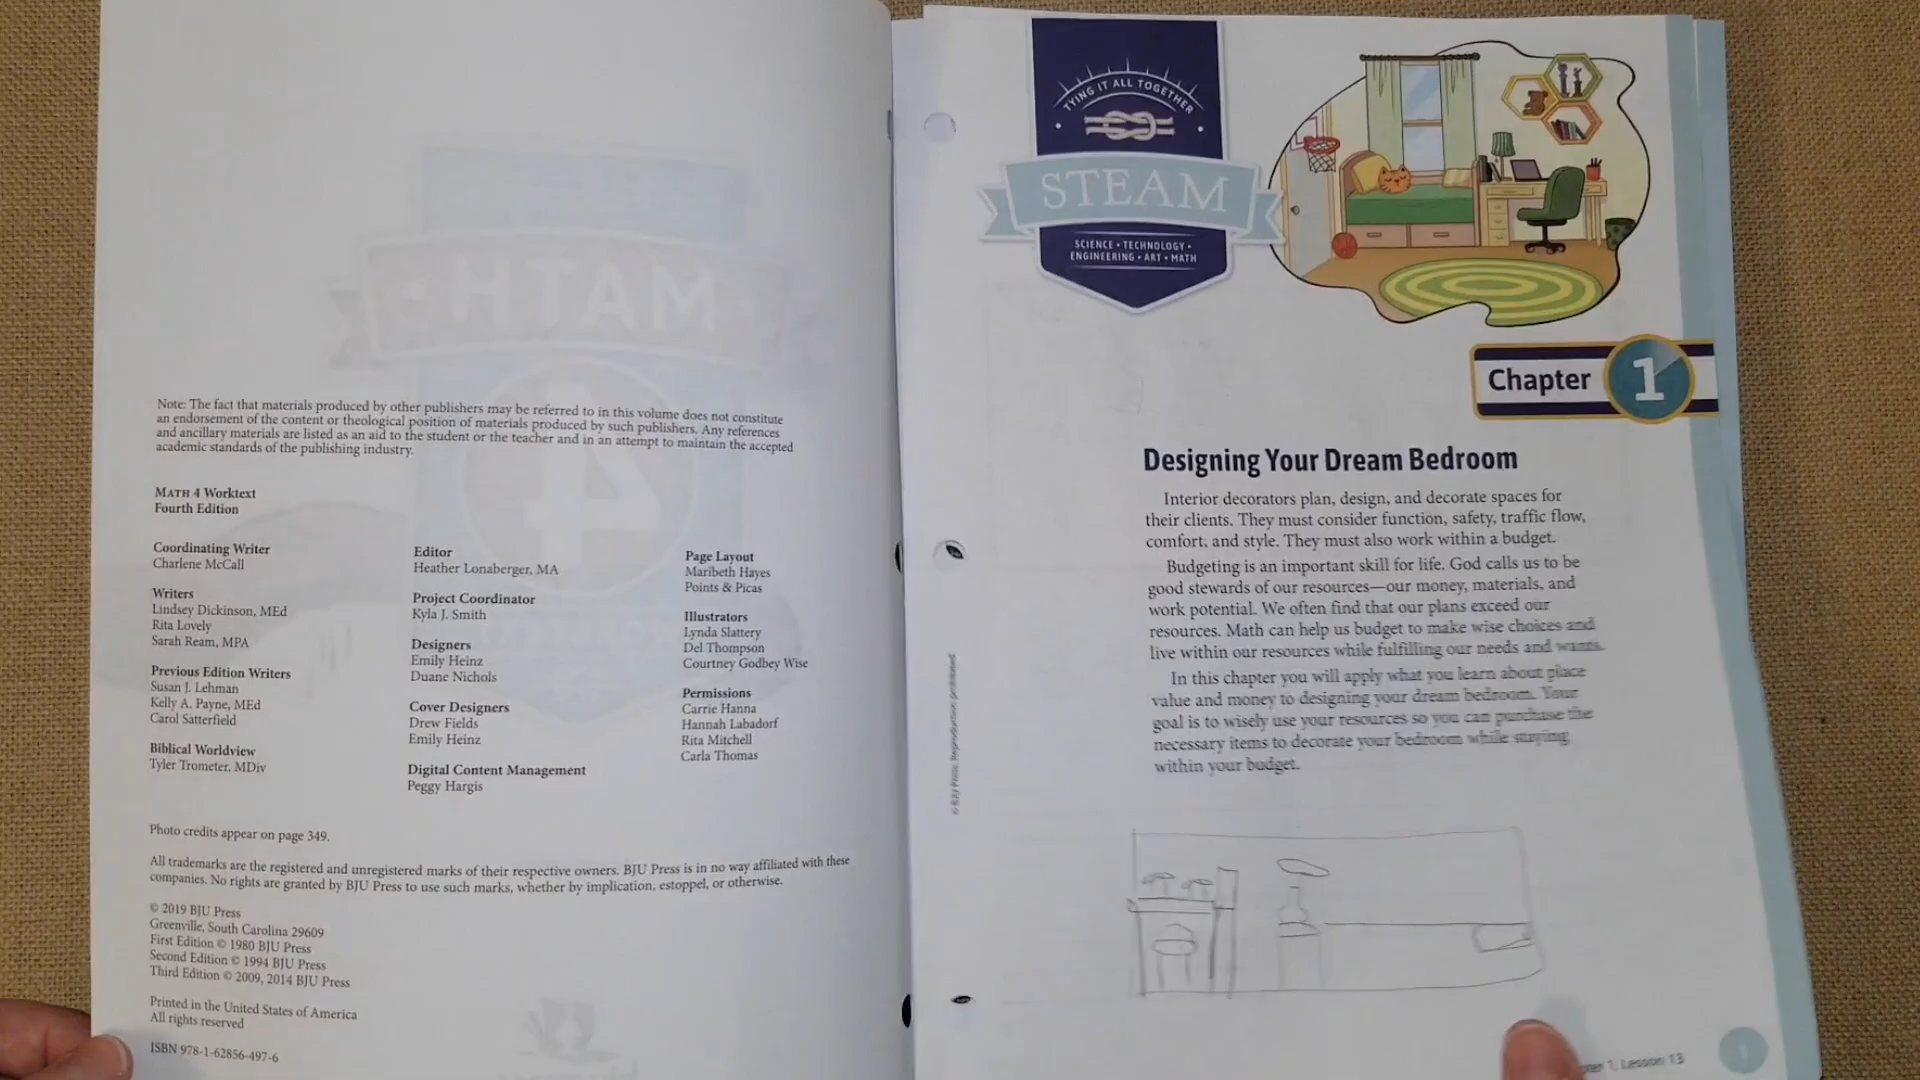 Note: The fact that materials produced by other publishers may be referred to in this volume does not constitute
an endorsement of the content or theological position of materials produced by such publishers. Any references
and ancillary materials are listed as an aid to the student or the teacher and in an attempt to maintain the accepted
academic standards of the publishing industry.
MATH 4 Worktext
Fourth Edition
Coordinating Writer
Charlene McCall
Writers
Lindsey Dickinson, MEd
Rita Lovely
Sarah Ream, MPA
Previous Edition Writers
Susan J. Lehman
Kelly A. Payne, MEd
Carol Satterfield
Biblical Worldview
Tyler Trometer, MDiv
Editor
Heather Lonaberger, MA
Project Coordinator
Kyla J. Smith
Designers
Emily Heinz
Duane Nichols
Cover Designers
Drew Fields
Emily Heinz
Digital Content Management
Peggy Hargis
Page Layout
Maribeth Hayes
Points & Picas
Illustrators
Lynda Slattery
Del Thompson
Courtney Godbey Wise
Permissions
Carrie Hanna
Hannah Labadorf
Rita Mitchell
Carla Thomas
Photo credits appear on page 349.
All trademarks are the registered and unregistered marks of their respective owners. BJU Press is in no way affiliated with these
companies. No rights are granted by BJU Press to use such marks, whether by implication, estoppel, or otherwise.
© 2019 BJU Press
Greenville, South Carolina 29609
First Edition © 1980 BJU Press
Second Edition © 1994 BJU Press
Third Edition © 2009, 2014 BJU Press
Printed in the United States of America
All rights reserved
ISBN 978-1-62856-497-6
MATH
4
TYING IT ALL TOGETHER
STEAM
SCIENCE • TECHNOLOGY •
ENGINEERING • ART • MATH
Chapter 1
Designing Your Dream Bedroom
Interior decorators plan, design, and decorate spaces for
their clients. They must consider function, safety, traffic flow,
comfort, and style. They must also work within a budget.
Budgeting is an important skill for life. God calls us to be
good stewards of our resources—our money, materials, and
work potential. We often find that our plans exceed our
resources. Math can help us budget to make wise choices and
live within our resources while fulfilling our needs and wants.
In this chapter you will apply what you learn about place
value and money to designing your dream bedroom. Your
goal is to wisely use your resources so you can purchase the
necessary items to decorate your bedroom while staying
within your budget.
© BJU Press. Reproduction prohibited.
1, Lesson 13
1